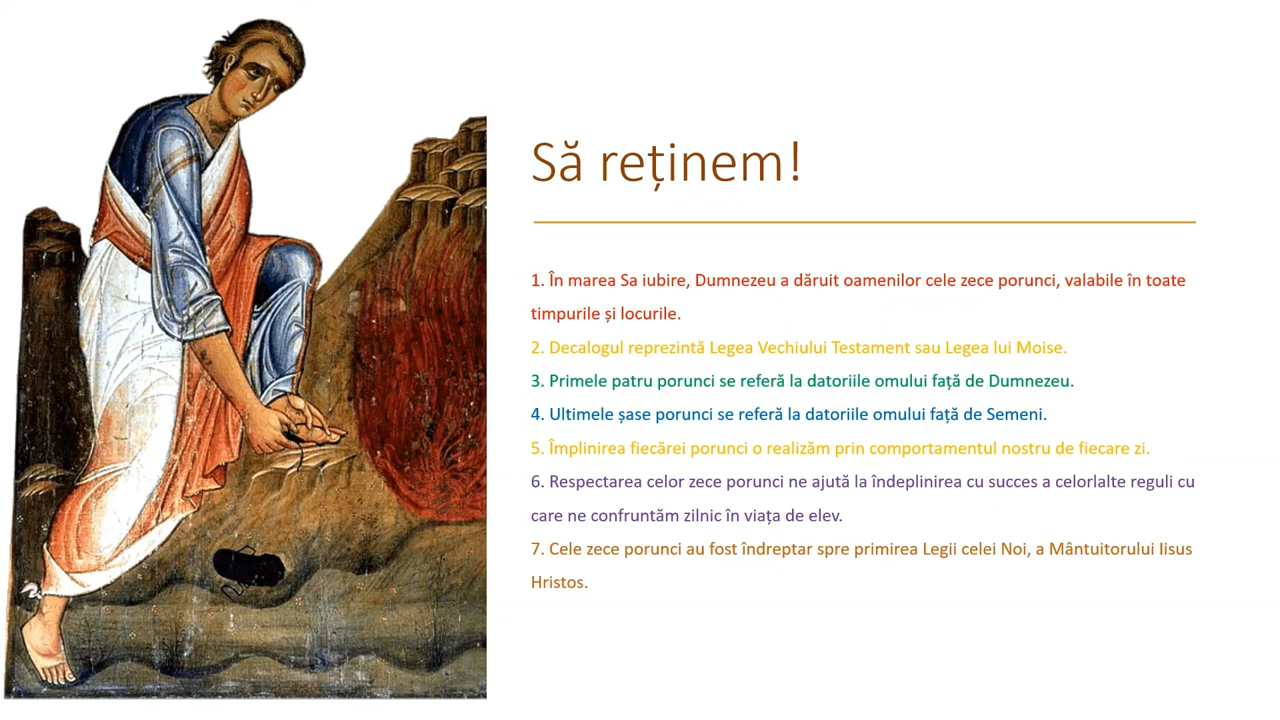 Să reținem!
1. În marea Sa iubire, Dumnezeu a dăruit oamenilor cele zece porunci, valabile în toate
timpurile și locurile.
2. Decalogul reprezintă Legea Vechiului Testament sau Legea lui Moise.
3. Primele patru porunci se referă la datoriile omului față de Dumnezeu.
4. Ultimele șase porunci se referă la datoriile omului față de Semeni.
5. Împlinirea fiecărei porunci o realizăm prin comportamentul nostru de fiecare zi.
6. Respectarea celor zece porunci ne ajută la îndeplinirea cu succes a celorlalte reguli cu
care ne confruntăm zilnic în viața de elev.
7. Cele zece porunci au fost îndreptar spre primirea Legii celei Noi, a Mântuitorului Iisus
Hristos.